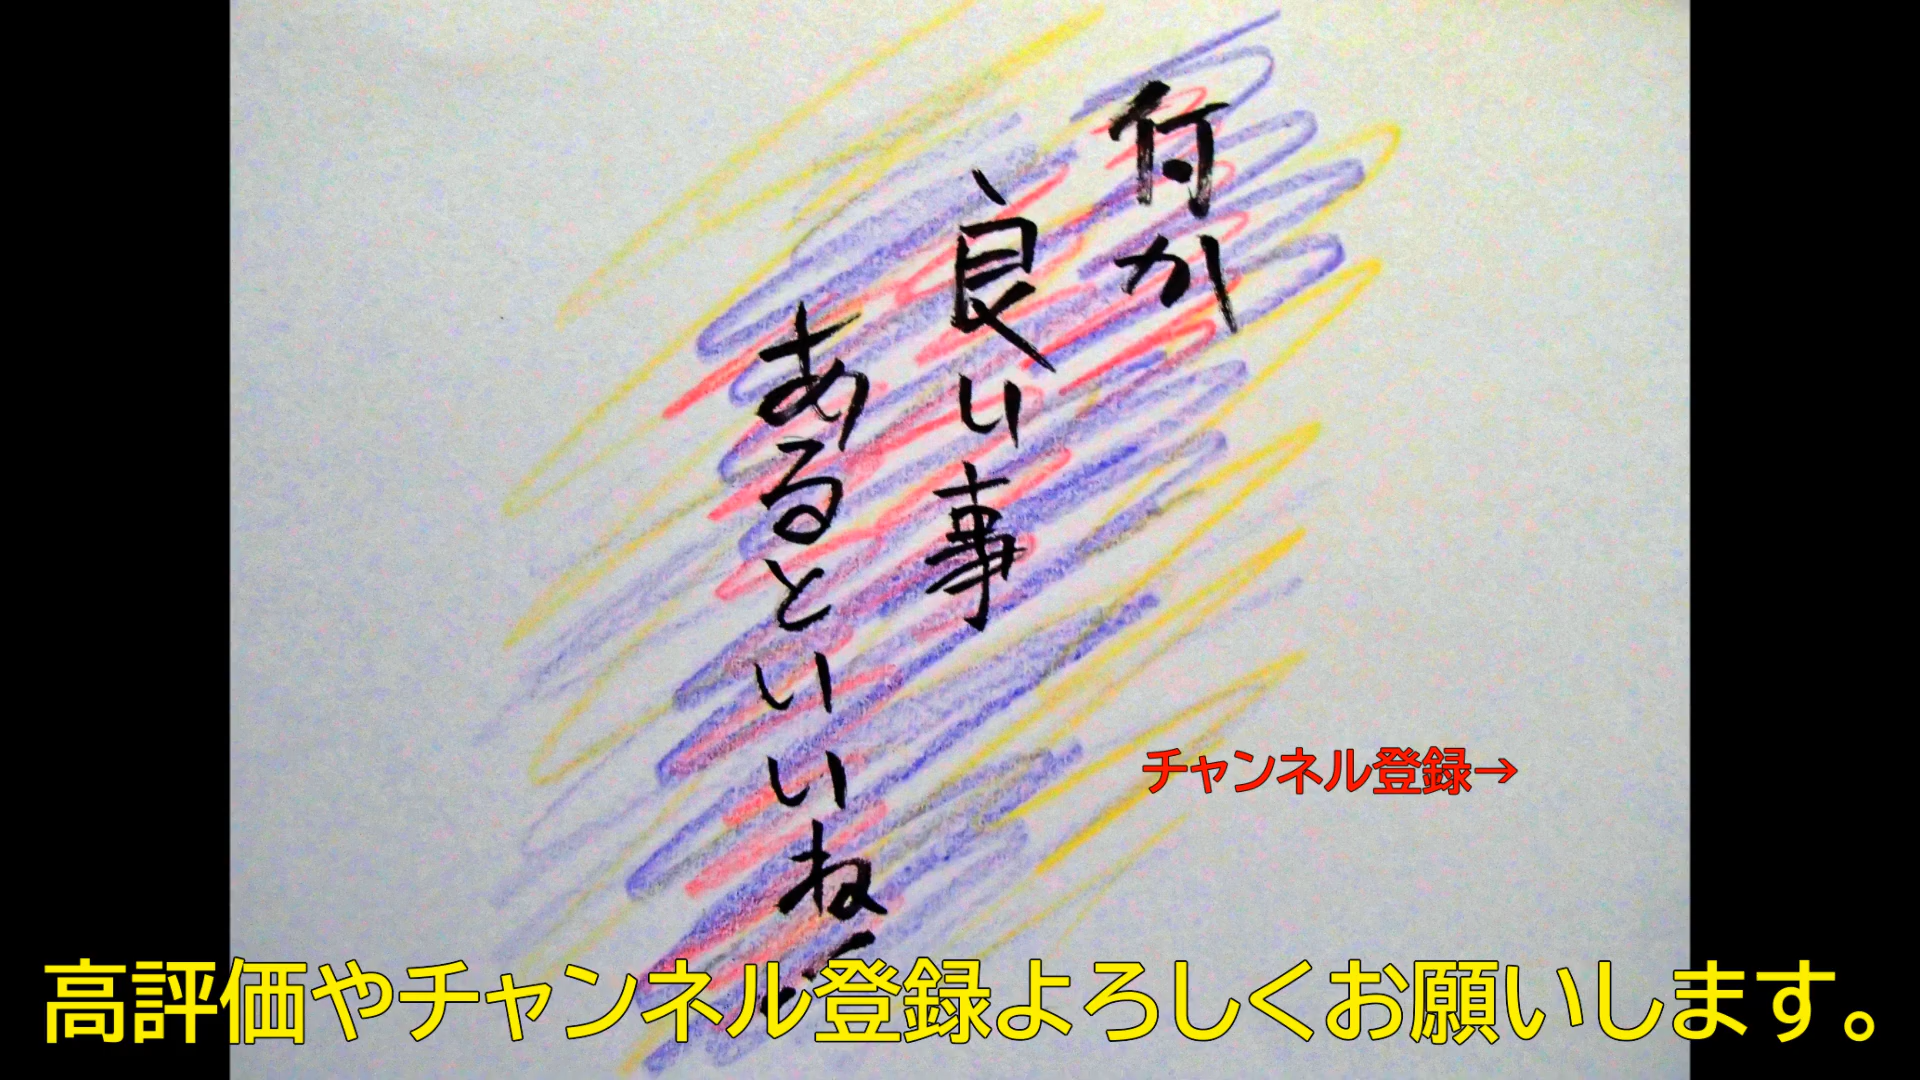 何か
良い事
あるといいね
チャンネル登録→
高評価やチャンネル登録よろしくお願いします。